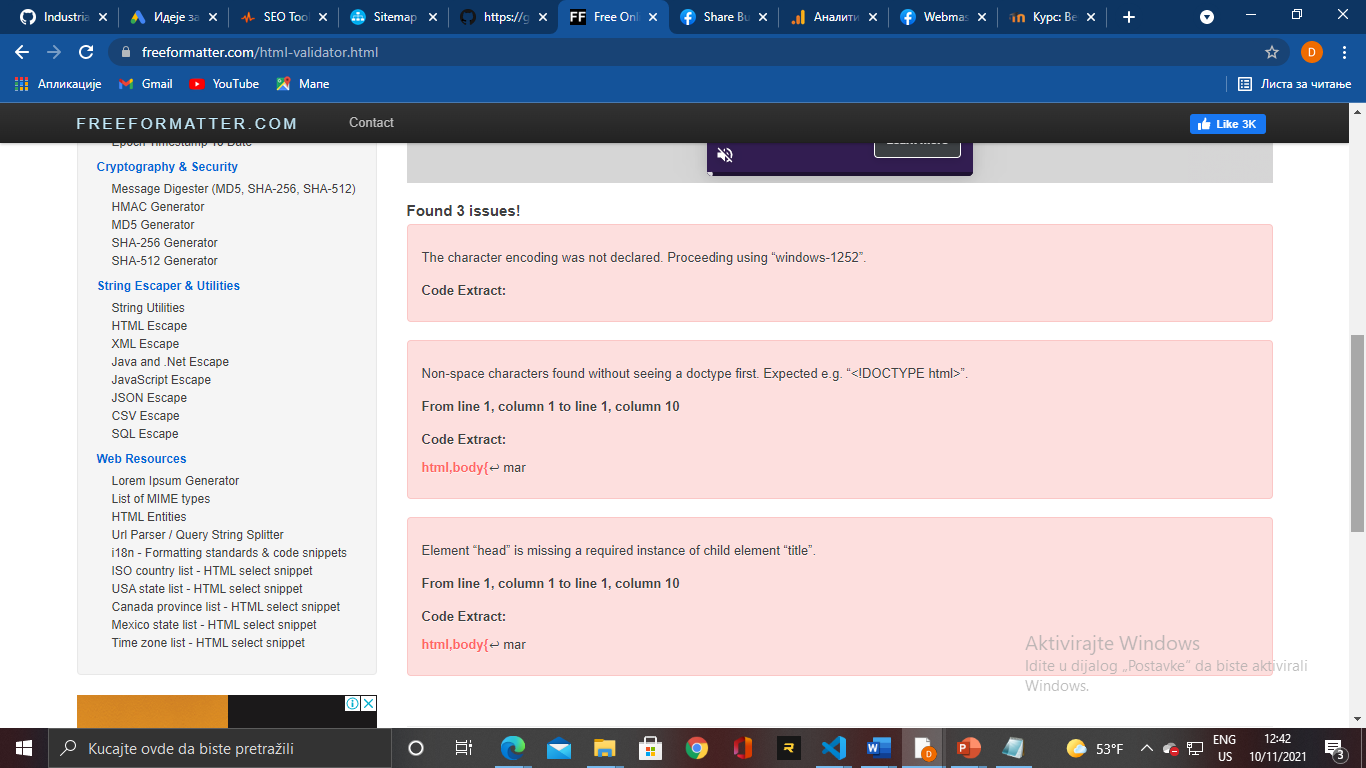 Industria
Идеје за
SEO Tool
Sitemap
https://g
Free Onl
Share Bu
Аналити
Webmas
Курс: Ве
freeformatter.com/html-validator.html
D
Апликације
Gmail
YouTube
Мапе
Листа за читање
FREEFORMATTER.COM
Contact
Like 3K
Epoch Timestamp To Date
Cryptography & Security
Message Digester (MD5, SHA-256, SHA-512)
HMAC Generator
MD5 Generator
SHA-256 Generator
SHA-512 Generator
String Escaper & Utilities
String Utilities
HTML Escape
XML Escape
Java and .Net Escape
JavaScript Escape
JSON Escape
CSV Escape
SQL Escape
Web Resources
Lorem Ipsum Generator
List of MIME types
HTML Entities
Url Parser / Query String Splitter
i18n - Formatting standards & code snippets
ISO country list - HTML select snippet
USA state list - HTML select snippet
Canada province list - HTML select snippet
Mexico state list - HTML select snippet
Time zone list - HTML select snippet
Learn More
Found 3 issues!
The character encoding was not declared. Proceeding using “windows-1252”.
Code Extract:
Non-space characters found without seeing a doctype first. Expected e.g. “<!DOCTYPE html>”.
From line 1, column 1 to line 1, column 10
Code Extract:
html,body{↩ mar
Element “head” is missing a required instance of child element “title”.
From line 1, column 1 to line 1, column 10
Code Extract:
html,body{↩ mar
Aktivirajte Windows
Idite u dijalog „Postavke“ da biste aktivirali
Windows.
Kucajte ovde da biste pretražili
53°F
ENG
US
12:42
10/11/2021
3